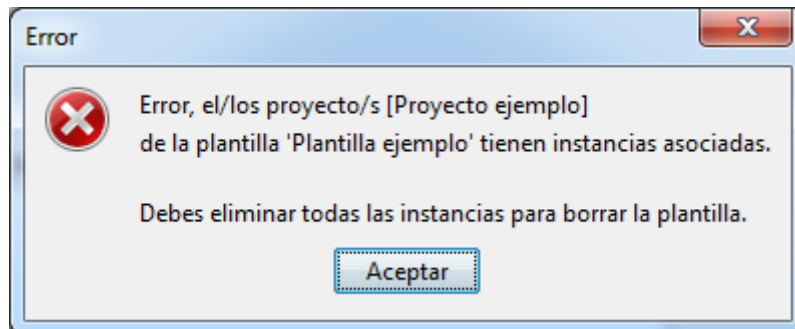 Error
Error, el/los proyecto/s [Proyecto ejemplo]
de la plantilla 'Plantilla ejemplo' tienen instancias asociadas.
Debes eliminar todas las instancias para borrar la plantilla.
Aceptar